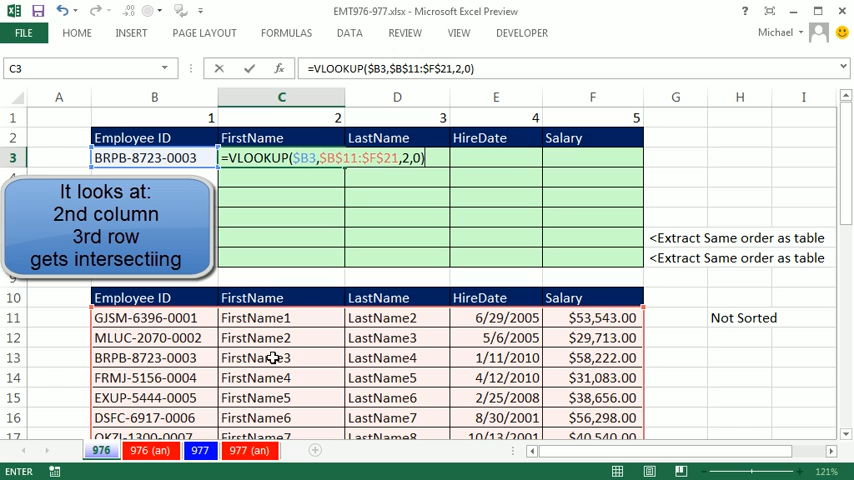 EMT976-977.xlsx - Microsoft Excel Preview
FILE HOME INSERT PAGE LAYOUT FORMULAS DATA REVIEW VIEW DEVELOPER Michael
C3 =VLOOKUP($B3,$B$11:$F$21,2,0)
A B C D E F G H I
1 1 2 3 4 5
2 Employee ID FirstName LastName HireDate Salary
3 BRPB-8723-0003 =VLOOKUP($B3,$B$11:$F$21,2,0)
It looks at:
2nd column
3rd row
gets intersectiing
<Extract Same order as table
<Extract Same order as table
10 Employee ID FirstName LastName HireDate Salary
11 GJSM-6396-0001 FirstName1 LastName2 6/29/2005 $53,543.00 Not Sorted
12 MLUC-2070-0002 FirstName2 LastName3 5/6/2005 $29,713.00
13 BRPB-8723-0003 FirstName3 LastName4 1/11/2010 $58,222.00
14 FRMJ-5156-0004 FirstName4 LastName5 4/12/2010 $31,083.00
15 EXUP-5444-0005 FirstName5 LastName6 2/25/2008 $38,656.00
16 DSFC-6917-0006 FirstName6 LastName7 8/30/2001 $56,298.00
17 OKZI-1300-0007 FirstName7 LastName8 10/13/2001 $40,540.00
976 976 (an) 977 977 (an)
ENTER 121%